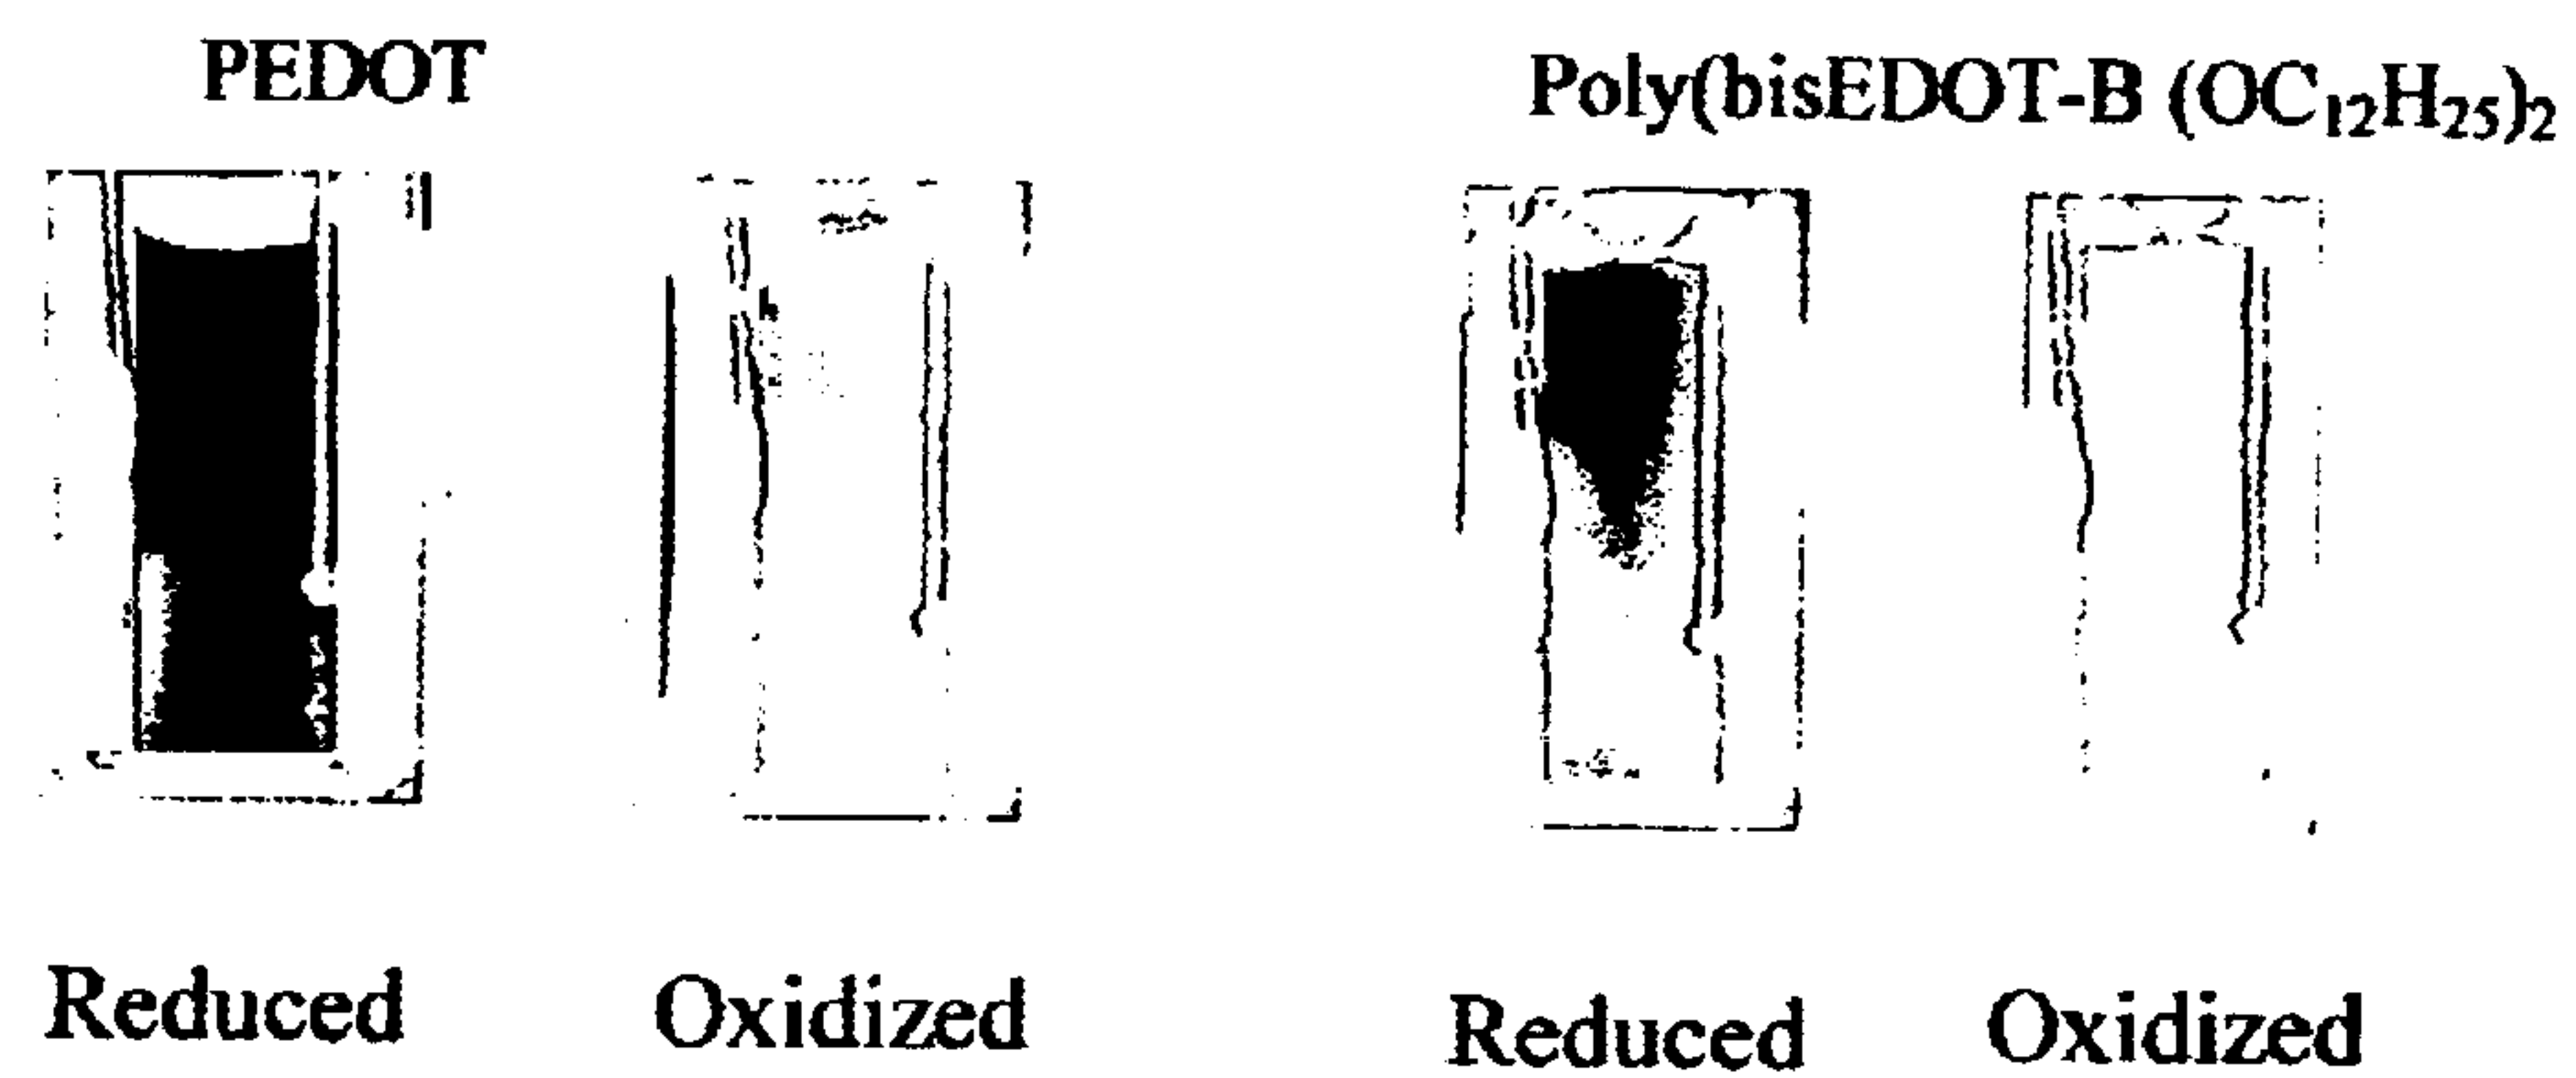 PEDOT
Poly(bisEDOT-B (OC₁₂H₂₅)₂
Reduced
Oxidized
Reduced
Oxidized